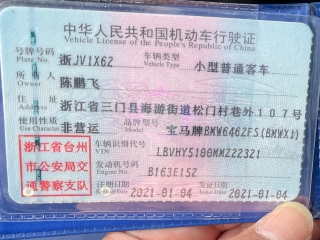 中华人民共和国机动车行驶证
Vehicle License of the People's Republic of China
号牌号码 Plate No. 浙JV1X62 车辆类型 Vehicle Type 小型普通客车
所有人 Owner 陈鹏飞
住址 Address 浙江省三门县海游街道松门村巷外107号
使用性质 Use Character 非营运 品牌型号 Model 宝马牌BMW6462FS(BMWX1)
浙江省台州 车辆识别代号 VIN LBVHY5100MMZ22321
市公安局交 发动机号码 Engine No. B163E15Z
通警察支队 注册日期 Register Date 2021-01-04 发证日期 Issue Date 2021-01-04